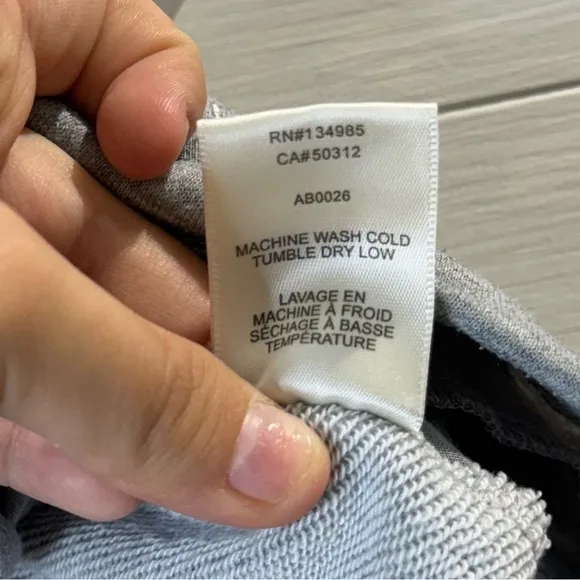 RN#134985
CA#50312
AB0026
MACHINE WASH COLD
TUMBLE DRY LOW
LAVAGE EN
MACHINE À FROID
SÉCHAGE À BASSE
TEMPÉRATURE